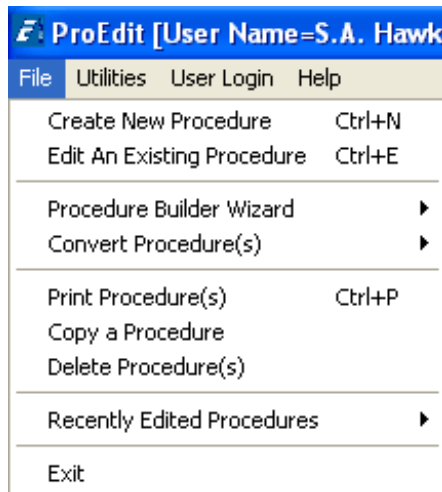 ProEdit [User Name=S.A. Hawk
File Utilities User Login Help
Create New Procedure Ctrl+N
Edit An Existing Procedure Ctrl+E
Procedure Builder Wizard
Convert Procedure(s)
Print Procedure(s) Ctrl+P
Copy a Procedure
Delete Procedure(s)
Recently Edited Procedures
Exit